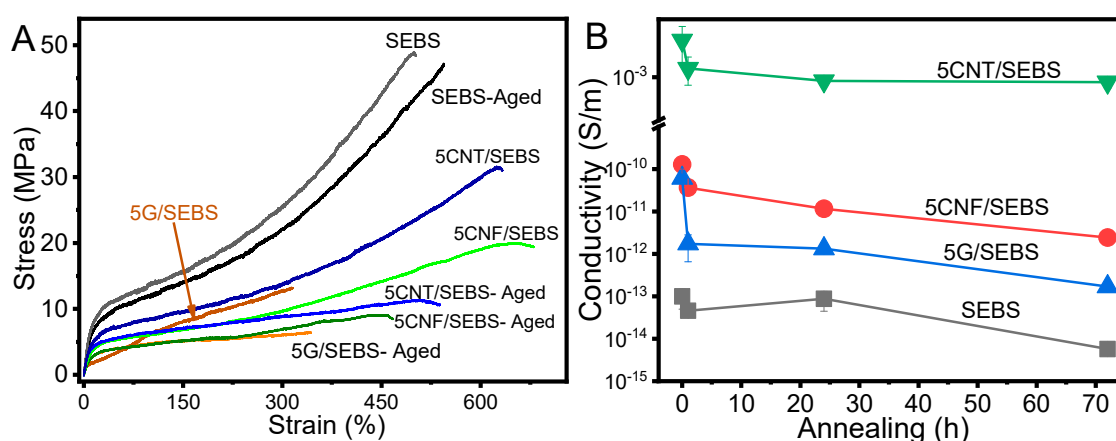 A
Stress (MPa)
50
40
30
20
10
0
0 150 300 450 600
Strain (%)
SEBS
SEBS-Aged
5CNT/SEBS
5G/SEBS
5CNF/SEBS
5CNT/SEBS- Aged
5CNF/SEBS- Aged
5G/SEBS- Aged
B
Conductivity (S/m)
10⁻³
10⁻¹⁰
10⁻¹¹
10⁻¹²
10⁻¹³
10⁻¹⁴
10⁻¹⁵
0 10 20 30 40 50 60 70
Annealing (h)
5CNT/SEBS
5CNF/SEBS
5G/SEBS
SEBS